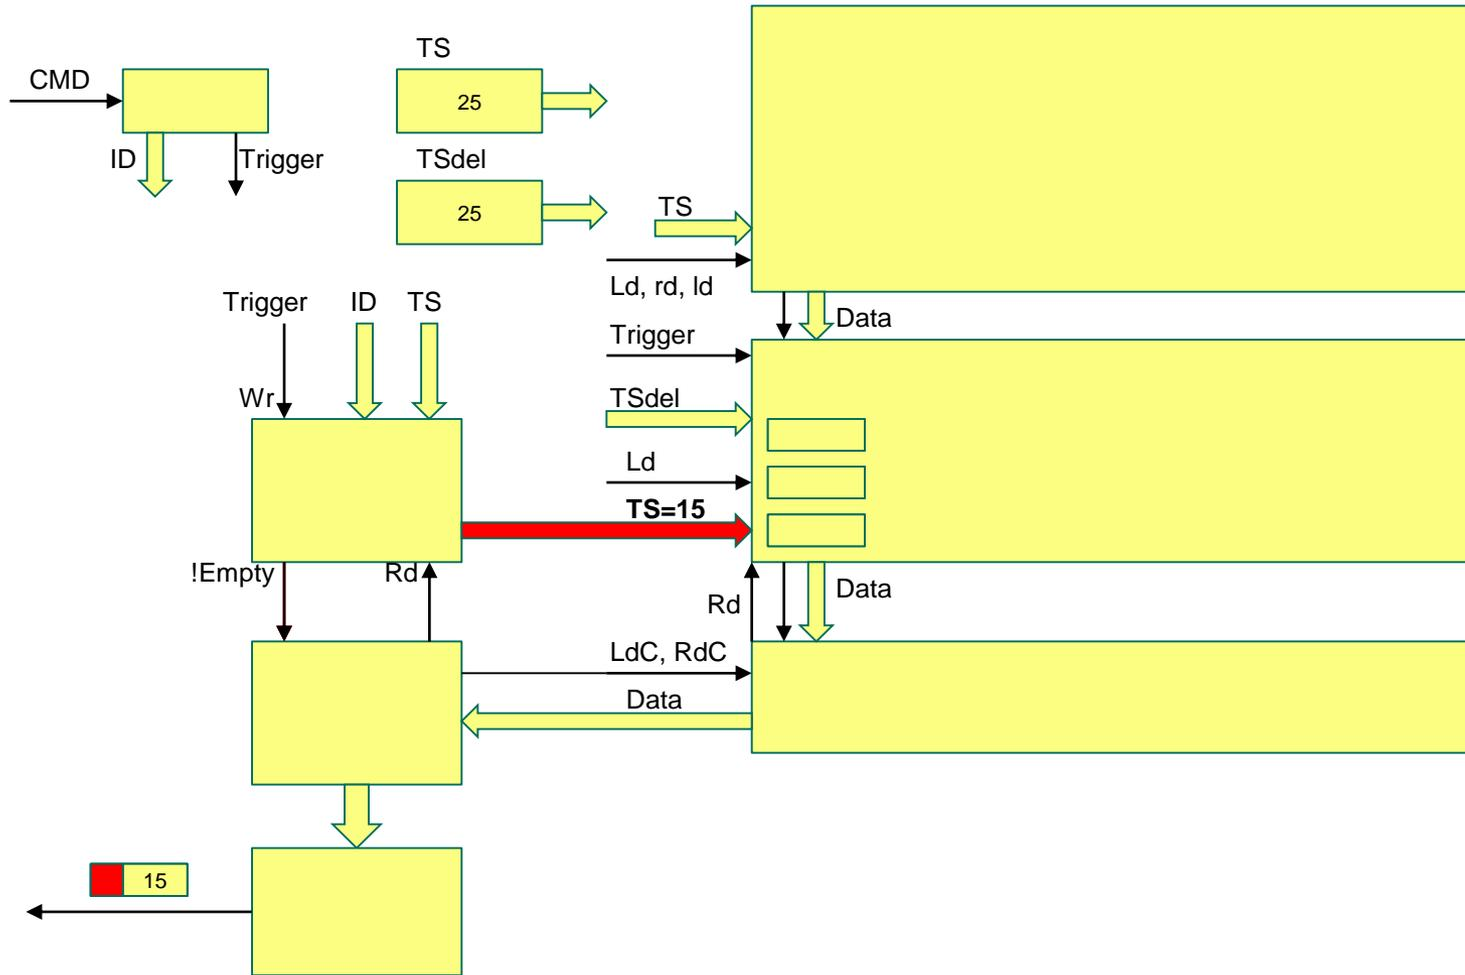 TS
CMD
25
ID
Trigger
TSdel
25
TS
Ld, rd, ld
Trigger
ID
TS
Data
Trigger
Wr
TSdel
Ld
TS=15
!Empty
Rd
Data
Rd
LdC, RdC
Data
15